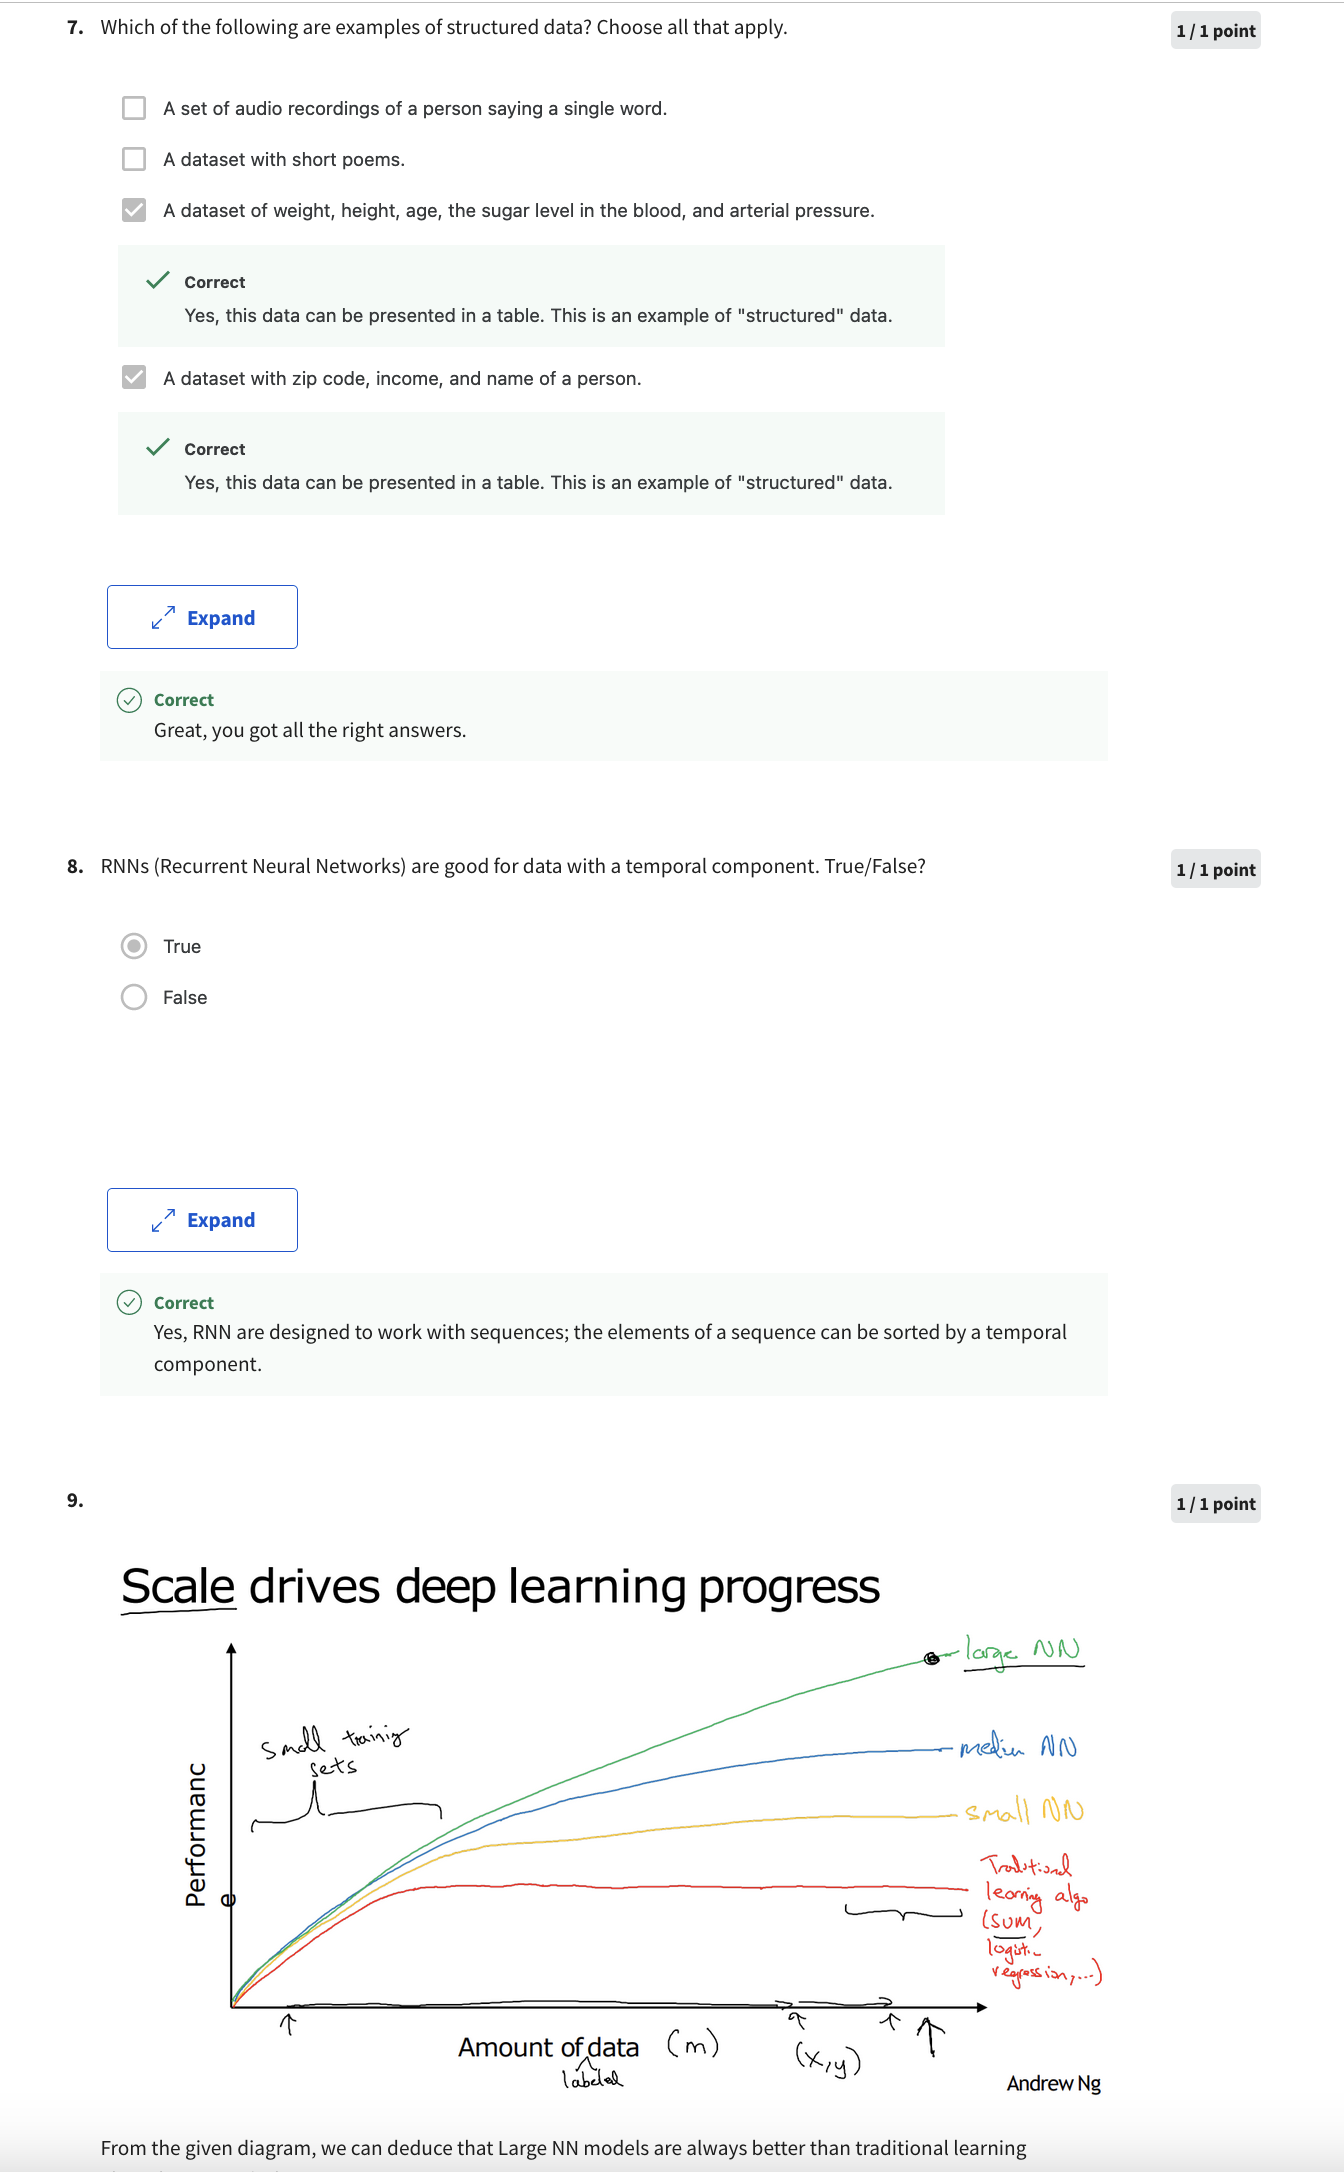 7. Which of the following are examples of structured data? Choose all that apply.
1 / 1 point
A set of audio recordings of a person saying a single word.
A dataset with short poems.
A dataset of weight, height, age, the sugar level in the blood, and arterial pressure.
Correct
Yes, this data can be presented in a table. This is an example of "structured" data.
A dataset with zip code, income, and name of a person.
Correct
Yes, this data can be presented in a table. This is an example of "structured" data.
Expand
Correct
Great, you got all the right answers.
8. RNNs (Recurrent Neural Networks) are good for data with a temporal component. True/False?
1 / 1 point
True
False
Expand
Correct
Yes, RNN are designed to work with sequences; the elements of a sequence can be sorted by a temporal
component.
9.
1 / 1 point
Scale drives deep learning progress
large NN
small training
sets
medium NN
small NN
Performanc
e
Traditional
learning algo
(SVM,
logistic
regression,...)
Amount of data (m)
(x,y)
labeled
Andrew Ng
From the given diagram, we can deduce that Large NN models are always better than traditional learning